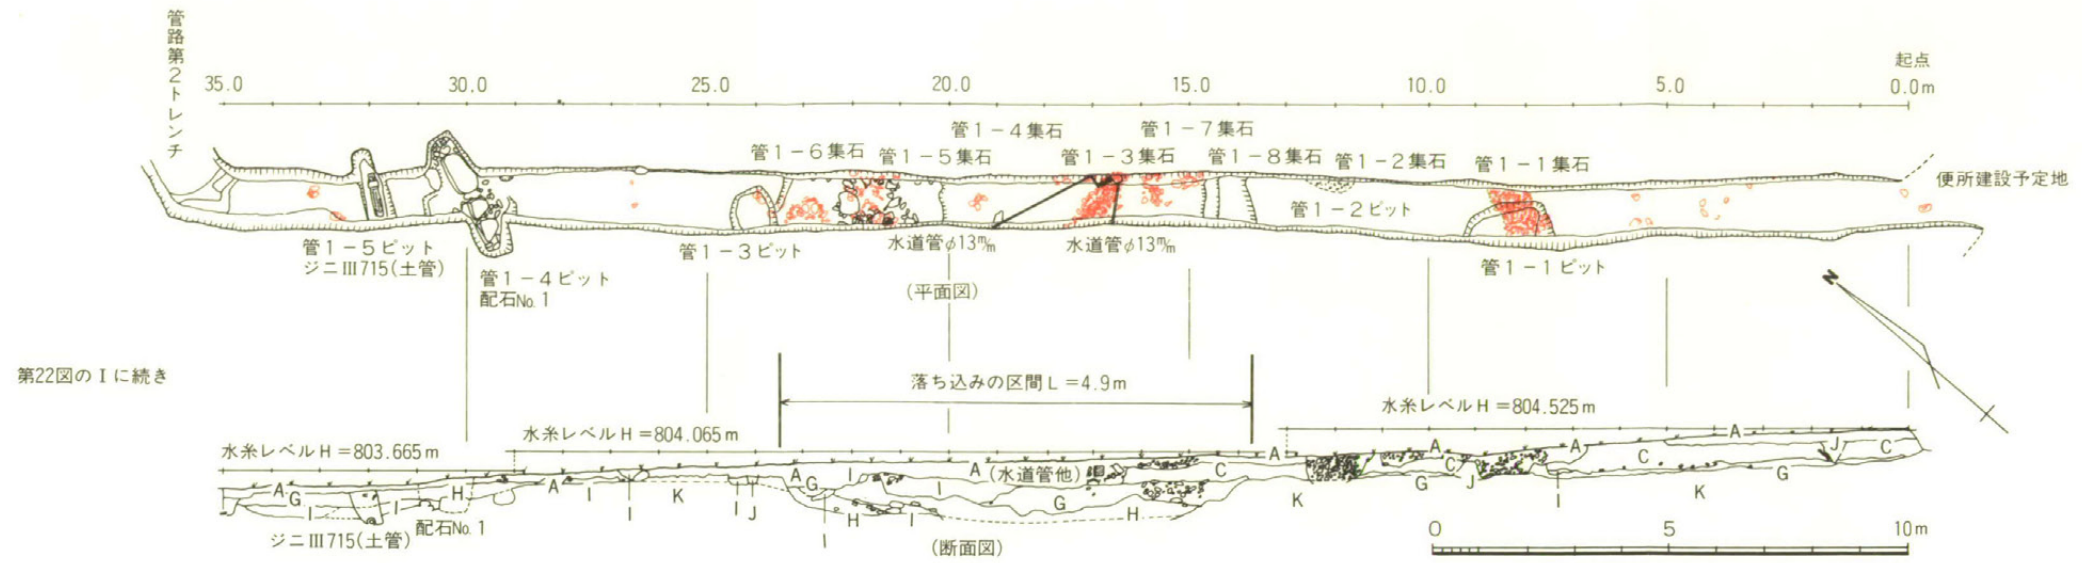 管路第2トレンチ
起点
35.0 30.0 25.0 20.0 15.0 10.0 5.0 0.0m
管1-4集石 管1-7集石
管1-6集石 管1-5集石 管1-3集石 管1-8集石 管1-2集石 管1-1集石
便所建設予定地
管1-2ピット
管1-5ピット
ジニⅢ715(土管)
管1-4ピット
配石No.1
管1-3ピット
水道管φ13m/m
水道管φ13m/m
管1-1ピット
(平面図)
N
第22図のIに続き
落ち込みの区間L=4.9m
水糸レベルH=804.525m
水糸レベルH=804.065m
水糸レベルH=803.665m
A G I I H A I I K I J A G I I H I A (水道管他) I G H C A K A C G J A I C A K G J C
ジニⅢ715(土管)
配石No.1
(断面図)
0 5 10m